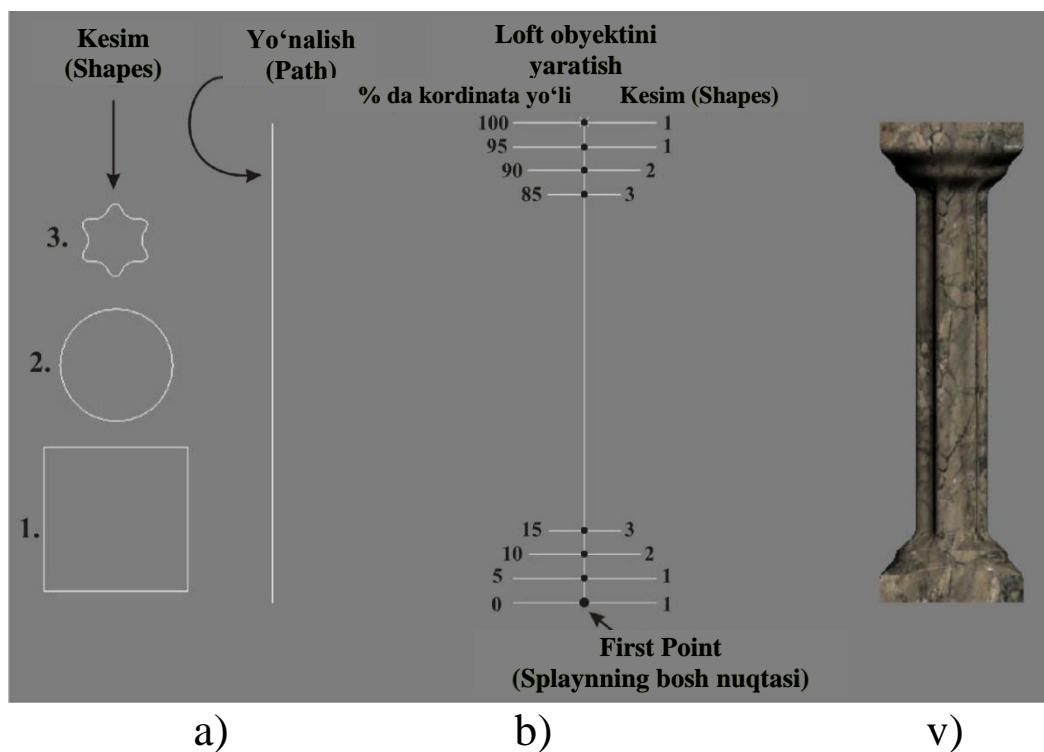 Kesim
(Shapes)
Yo‘nalish
(Path)
Loft obyektini
yaratish
% da kordinata yo‘li
Kesim (Shapes)
100 1
95 1
90 2
85 3
3.
2.
1.
15 3
10 2
5 1
0 1
First Point
(Splaynning bosh nuqtasi)
a) b) v)